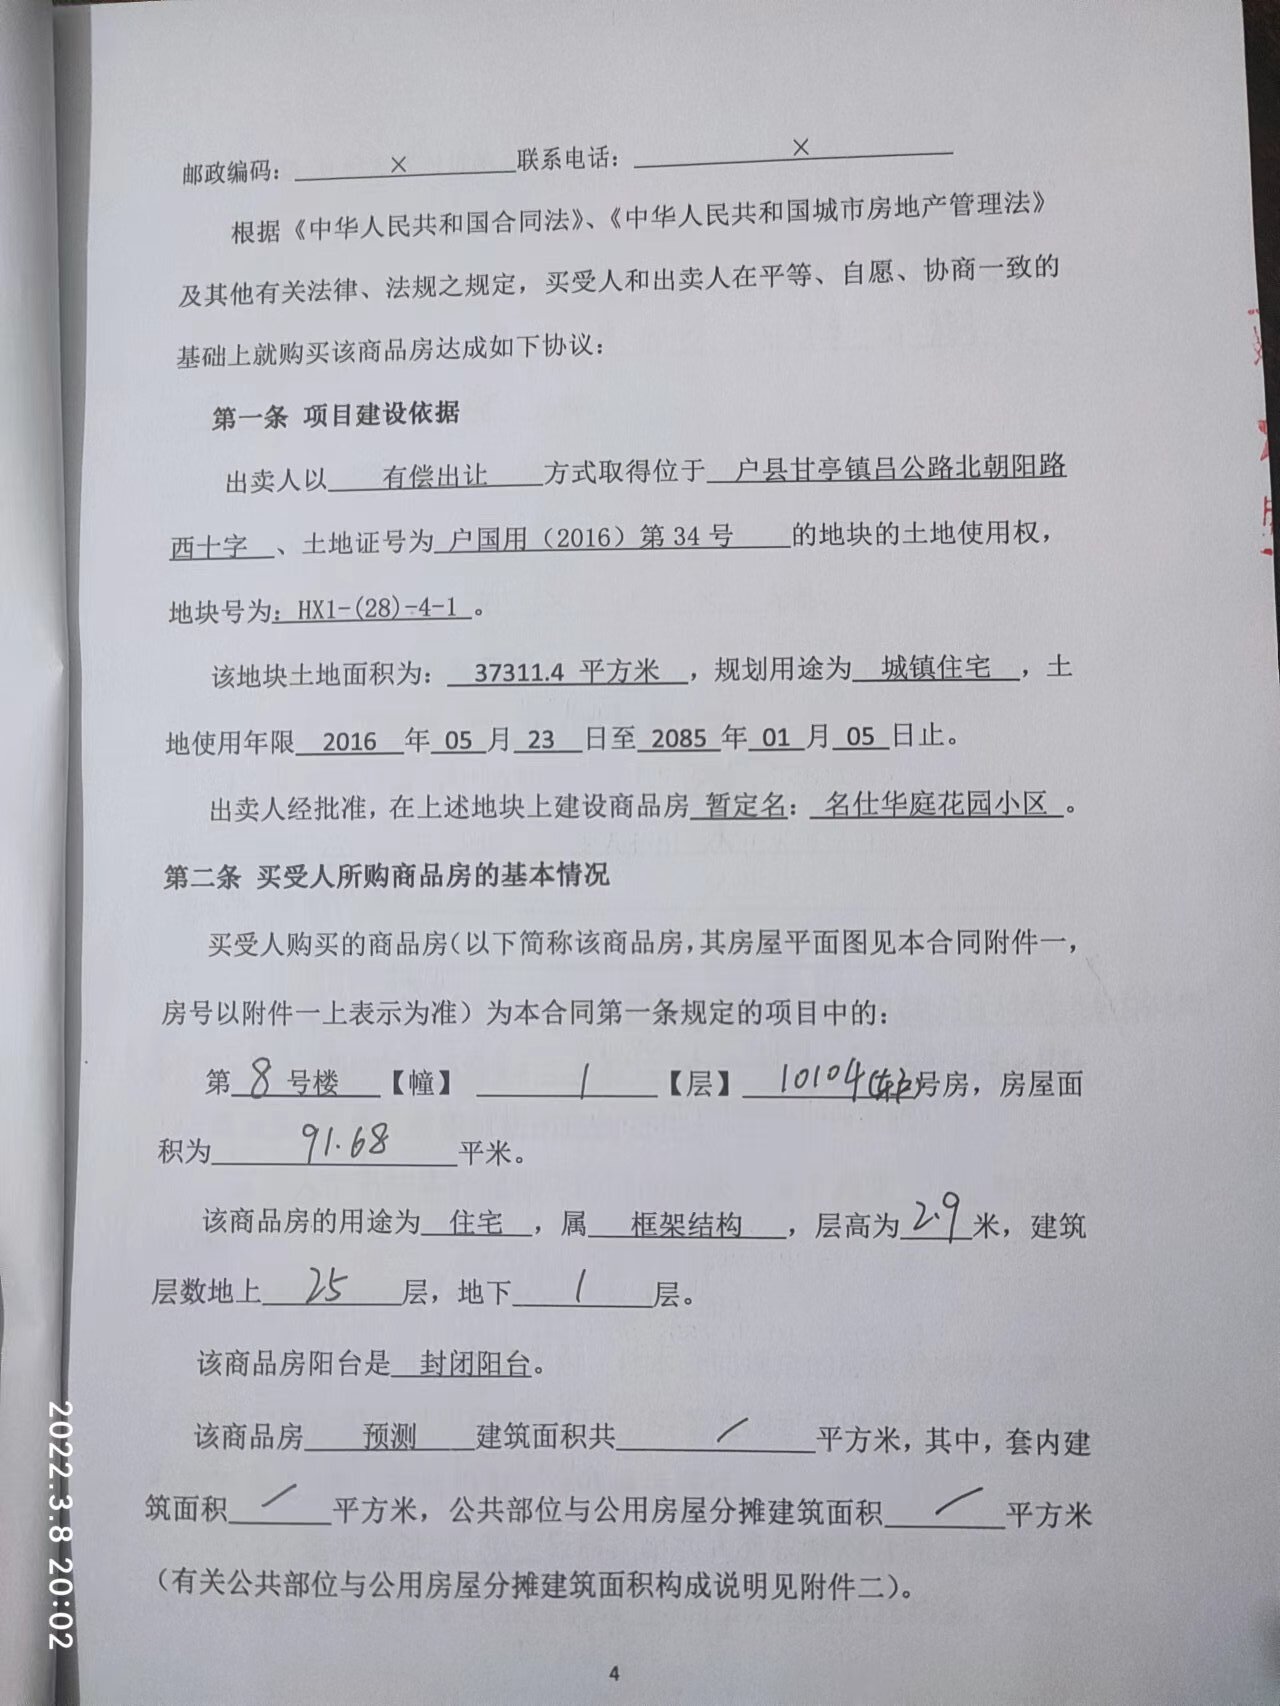 邮政编码：×联系电话：×
根据《中华人民共和国合同法》、《中华人民共和国城市房地产管理法》
及其他有关法律、法规之规定，买受人和出卖人在平等、自愿、协商一致的
基础上就购买该商品房达成如下协议：
第一条 项目建设依据
出卖人以 有偿出让 方式取得位于 户县甘亭镇吕公路北朝阳路
西十字 、土地证号为 户国用（2016）第 34 号 的地块的土地使用权，
地块号为：HX1-(28)-4-1 。
该地块土地面积为： 37311.4 平方米 ，规划用途为 城镇住宅 ，土
地使用年限 2016 年 05 月 23 日至 2085 年 01 月 05 日止。
出卖人经批准，在上述地块上建设商品房 暂定名： 名仕华庭花园小区 。
第二条 买受人所购商品房的基本情况
买受人购买的商品房（以下简称该商品房，其房屋平面图见本合同附件一，
房号以附件一上表示为准）为本合同第一条规定的项目中的：
第 8 号楼 【幢】 1 【层】 10104（东户）号房，房屋面
积为 91.68 平米。
该商品房的用途为 住宅 ，属 框架结构 ，层高为 2.9 米，建筑
层数地上 25 层，地下 1 层。
该商品房阳台是 封闭阳台。
该商品房 预测 建筑面积共 / 平方米，其中，套内建
筑面积 / 平方米，公共部位与公用房屋分摊建筑面积 / 平方米
（有关公共部位与公用房屋分摊建筑面积构成说明见附件二）。
4
2022.3.8 20:02